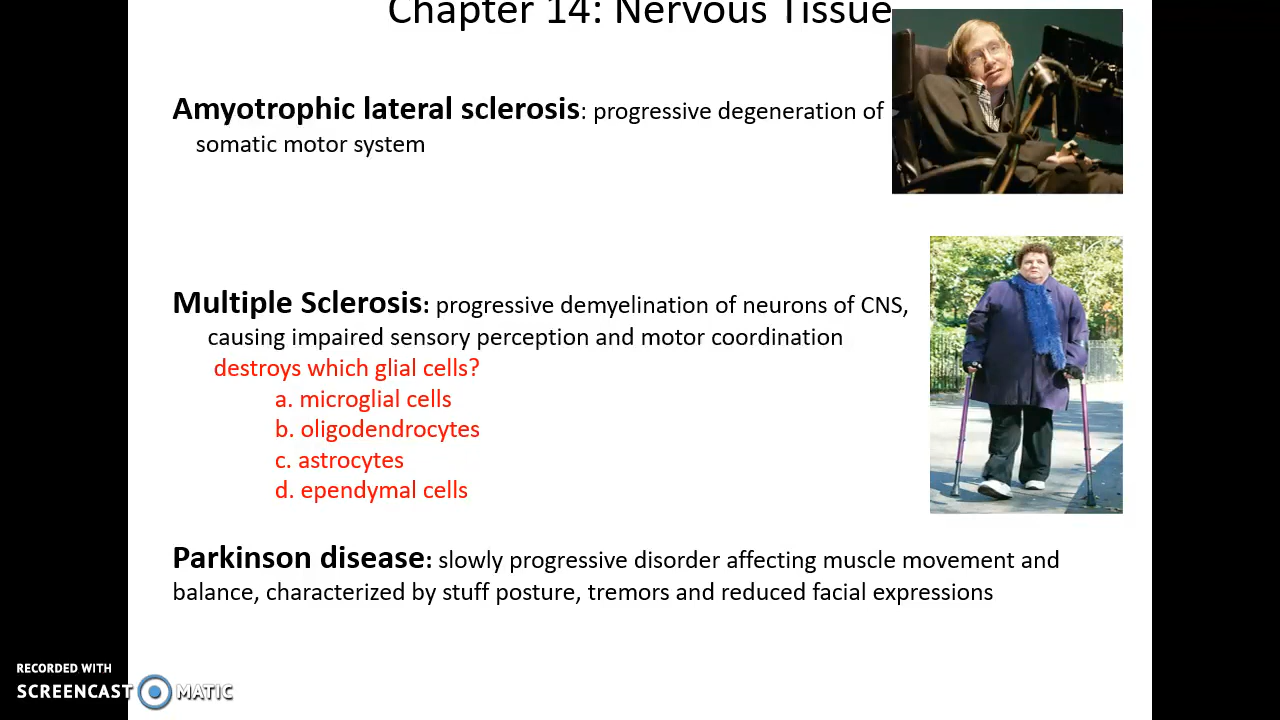 Chapter 14: Nervous Tissue
Amyotrophic lateral sclerosis: progressive degeneration of
somatic motor system
Multiple Sclerosis: progressive demyelination of neurons of CNS,
causing impaired sensory perception and motor coordination
destroys which glial cells?
a. microglial cells
b. oligodendrocytes
c. astrocytes
d. ependymal cells
Parkinson disease: slowly progressive disorder affecting muscle movement and
balance, characterized by stuff posture, tremors and reduced facial expressions
RECORDED WITH
SCREENCAST MATIC